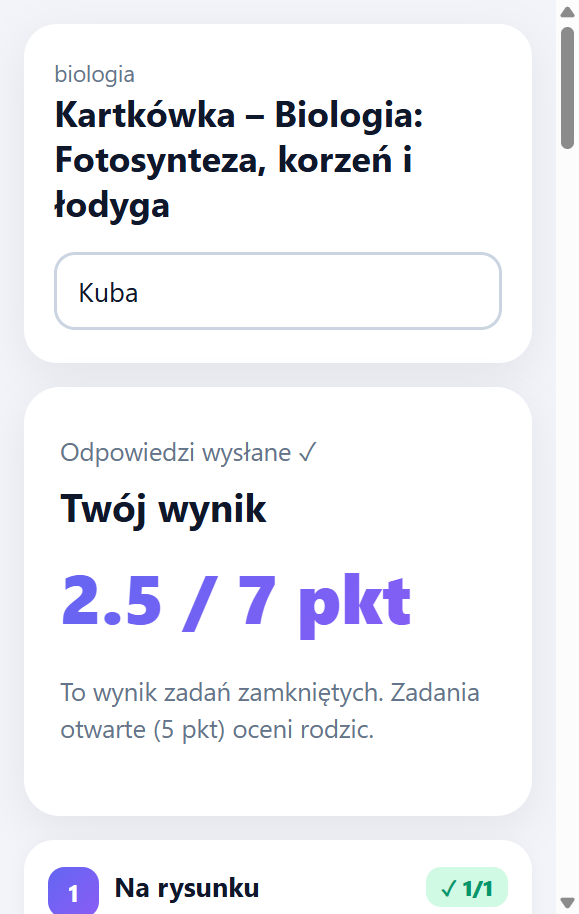 biologia
Kartkówka – Biologia:
Fotosynteza, korzeń i
łodyga
Kuba
Odpowiedzi wysłane ✓
Twój wynik
2.5 / 7 pkt
To wynik zadań zamkniętych. Zadania
otwarte (5 pkt) oceni rodzic.
1 Na rysunku ✓ 1/1